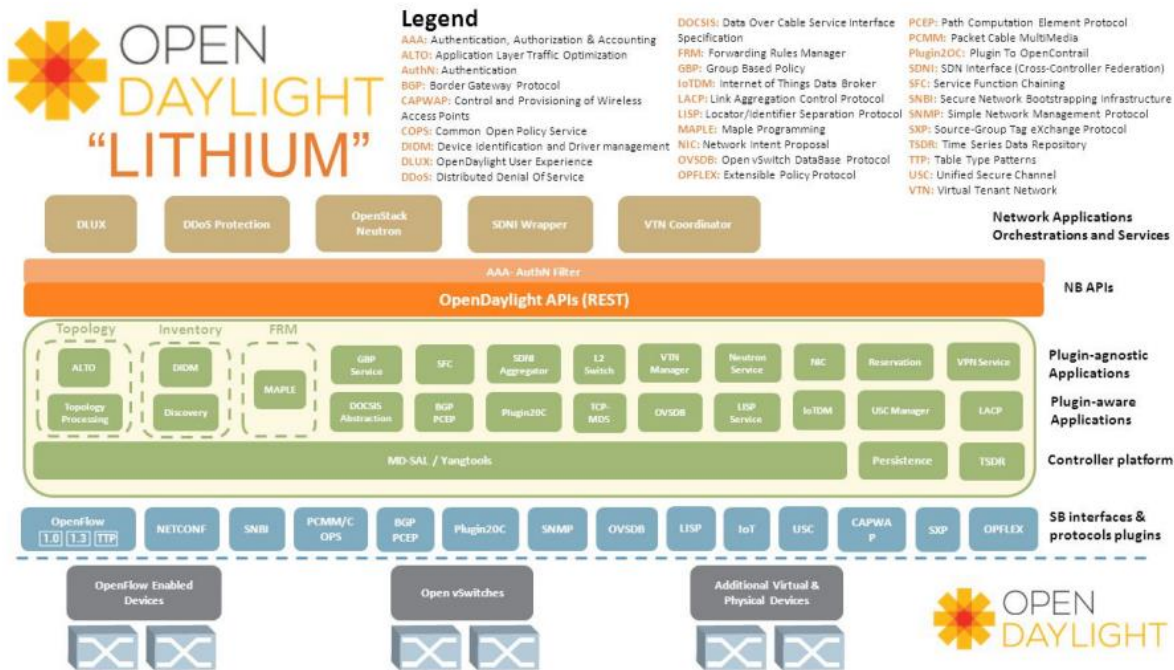 OPEN
DAYLIGHT
“LITHIUM”
Legend
AAA: Authentication, Authorization & Accounting
ALTO: Application Layer Traffic Optimization
AuthN: Authentication
BGP: Border Gateway Protocol
CAPWAP: Control and Provisioning of Wireless
Access Points
COPS: Common Open Policy Service
DIDM: Device Identification and Driver management
DLUX: OpenDaylight User Experience
DDoS: Distributed Denial Of Service
DOCSIS: Data Over Cable Service Interface
Specification
FRM: Forwarding Rules Manager
GBP: Group Based Policy
IoTDM: Internet of Things Data Broker
LACP: Link Aggregation Control Protocol
LISP: Locator/Identifier Separation Protocol
MAPLE: Maple Programming
NIC: Network Intent Proposal
OVSDB: Open vSwitch DataBase Protocol
OPFLEX: Extensible Policy Protocol
PCEP: Path Computation Element Protocol
PCMM: Packet Cable MultiMedia
Plugin2OC: Plugin To OpenContrail
SDNI: SDN Interface (Cross-Controller Federation)
SFC: Service Function Chaining
SNBI: Secure Network Bootstrapping Infrastructure
SNMP: Simple Network Management Protocol
SXP: Source-Group Tag eXchange Protocol
TSDR: Time Series Data Repository
TTP: Table Type Patterns
USC: Unified Secure Channel
VTN: Virtual Tenant Network
DLUX
DDoS Protection
OpenStack
Neutron
SDNI Wrapper
VTN Coordinator
Network Applications
Orchestrations and Services
AAA- AuthN Filter
OpenDaylight APIs (REST)
NB APIs
Topology
Inventory
FRM
ALTO
DIDM
MAPLE
GBP
Service
SFC
SDNI
Aggregator
L2
Switch
VTN
Manager
Neutron
Service
NIC
Reservation
VPN Service
Plugin-agnostic
Applications
Topology
Processing
Discovery
DOCSIS
Abstraction
BGP
PCEP
Plugin20C
TCP-
MD5
OVSDB
LISP
Service
IoTDM
USC Manager
LACP
Plugin-aware
Applications
MD-SAL / Yangtools
Persistence
TSDR
Controller platform
OpenFlow
1.0 1.3 TTP
NETCONF
SNBI
PCMM/C
OPS
BGP
PCEP
Plugin20C
SNMP
OVSDB
LISP
IoT
USC
CAPWA
P
SXP
OPFLEX
SB interfaces &
protocols plugins
OpenFlow Enabled
Devices
Open vSwitches
Additional Virtual &
Physical Devices
OPEN
DAYLIGHT